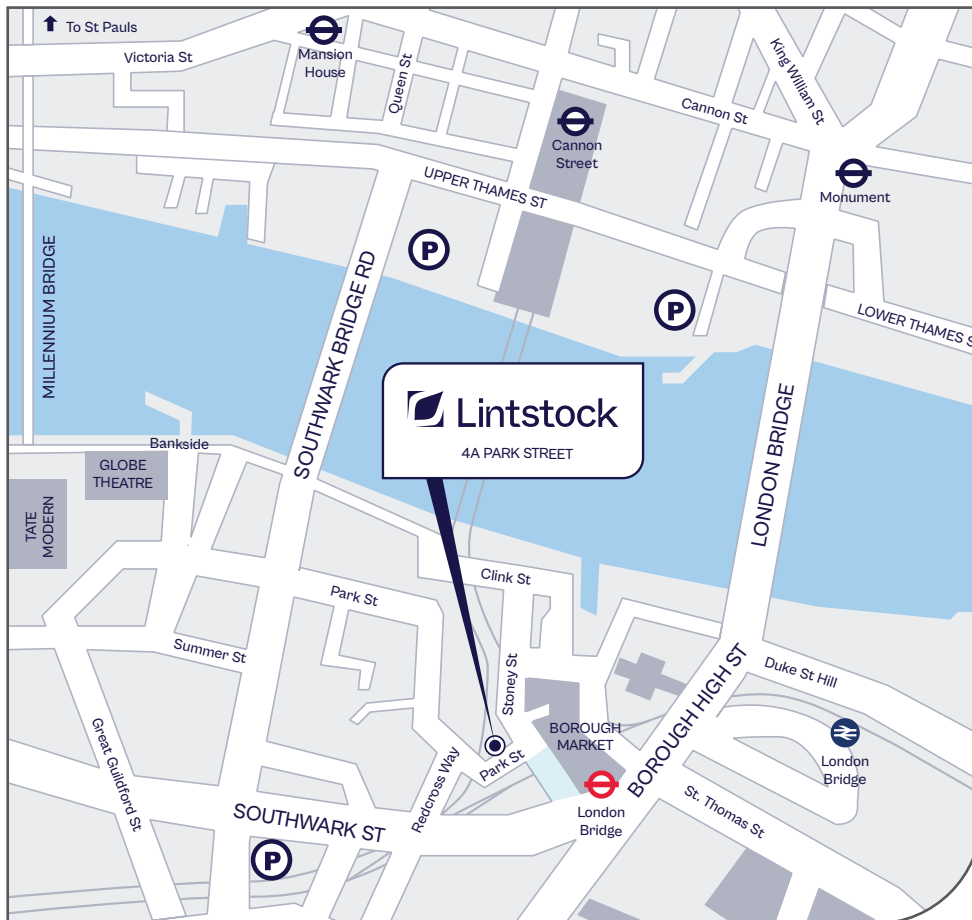 To St Pauls
Victoria St
Mansion
House
Queen St
King William St
Cannon St
Cannon
Street
Monument
UPPER THAMES ST
P
P
LOWER THAMES S
MILLENNIUM BRIDGE
SOUTHWARK BRIDGE RD
LONDON BRIDGE
Lintstock
4A PARK STREET
Bankside
GLOBE
THEATRE
TATE
MODERN
Clink St
Park St
Summer St
Stoney St
Duke St Hill
BOROUGH HIGH ST
BOROUGH
MARKET
London
Bridge
Great Guildford St
Redcross Way
Park St
London
Bridge
St. Thomas St
SOUTHWARK ST
P